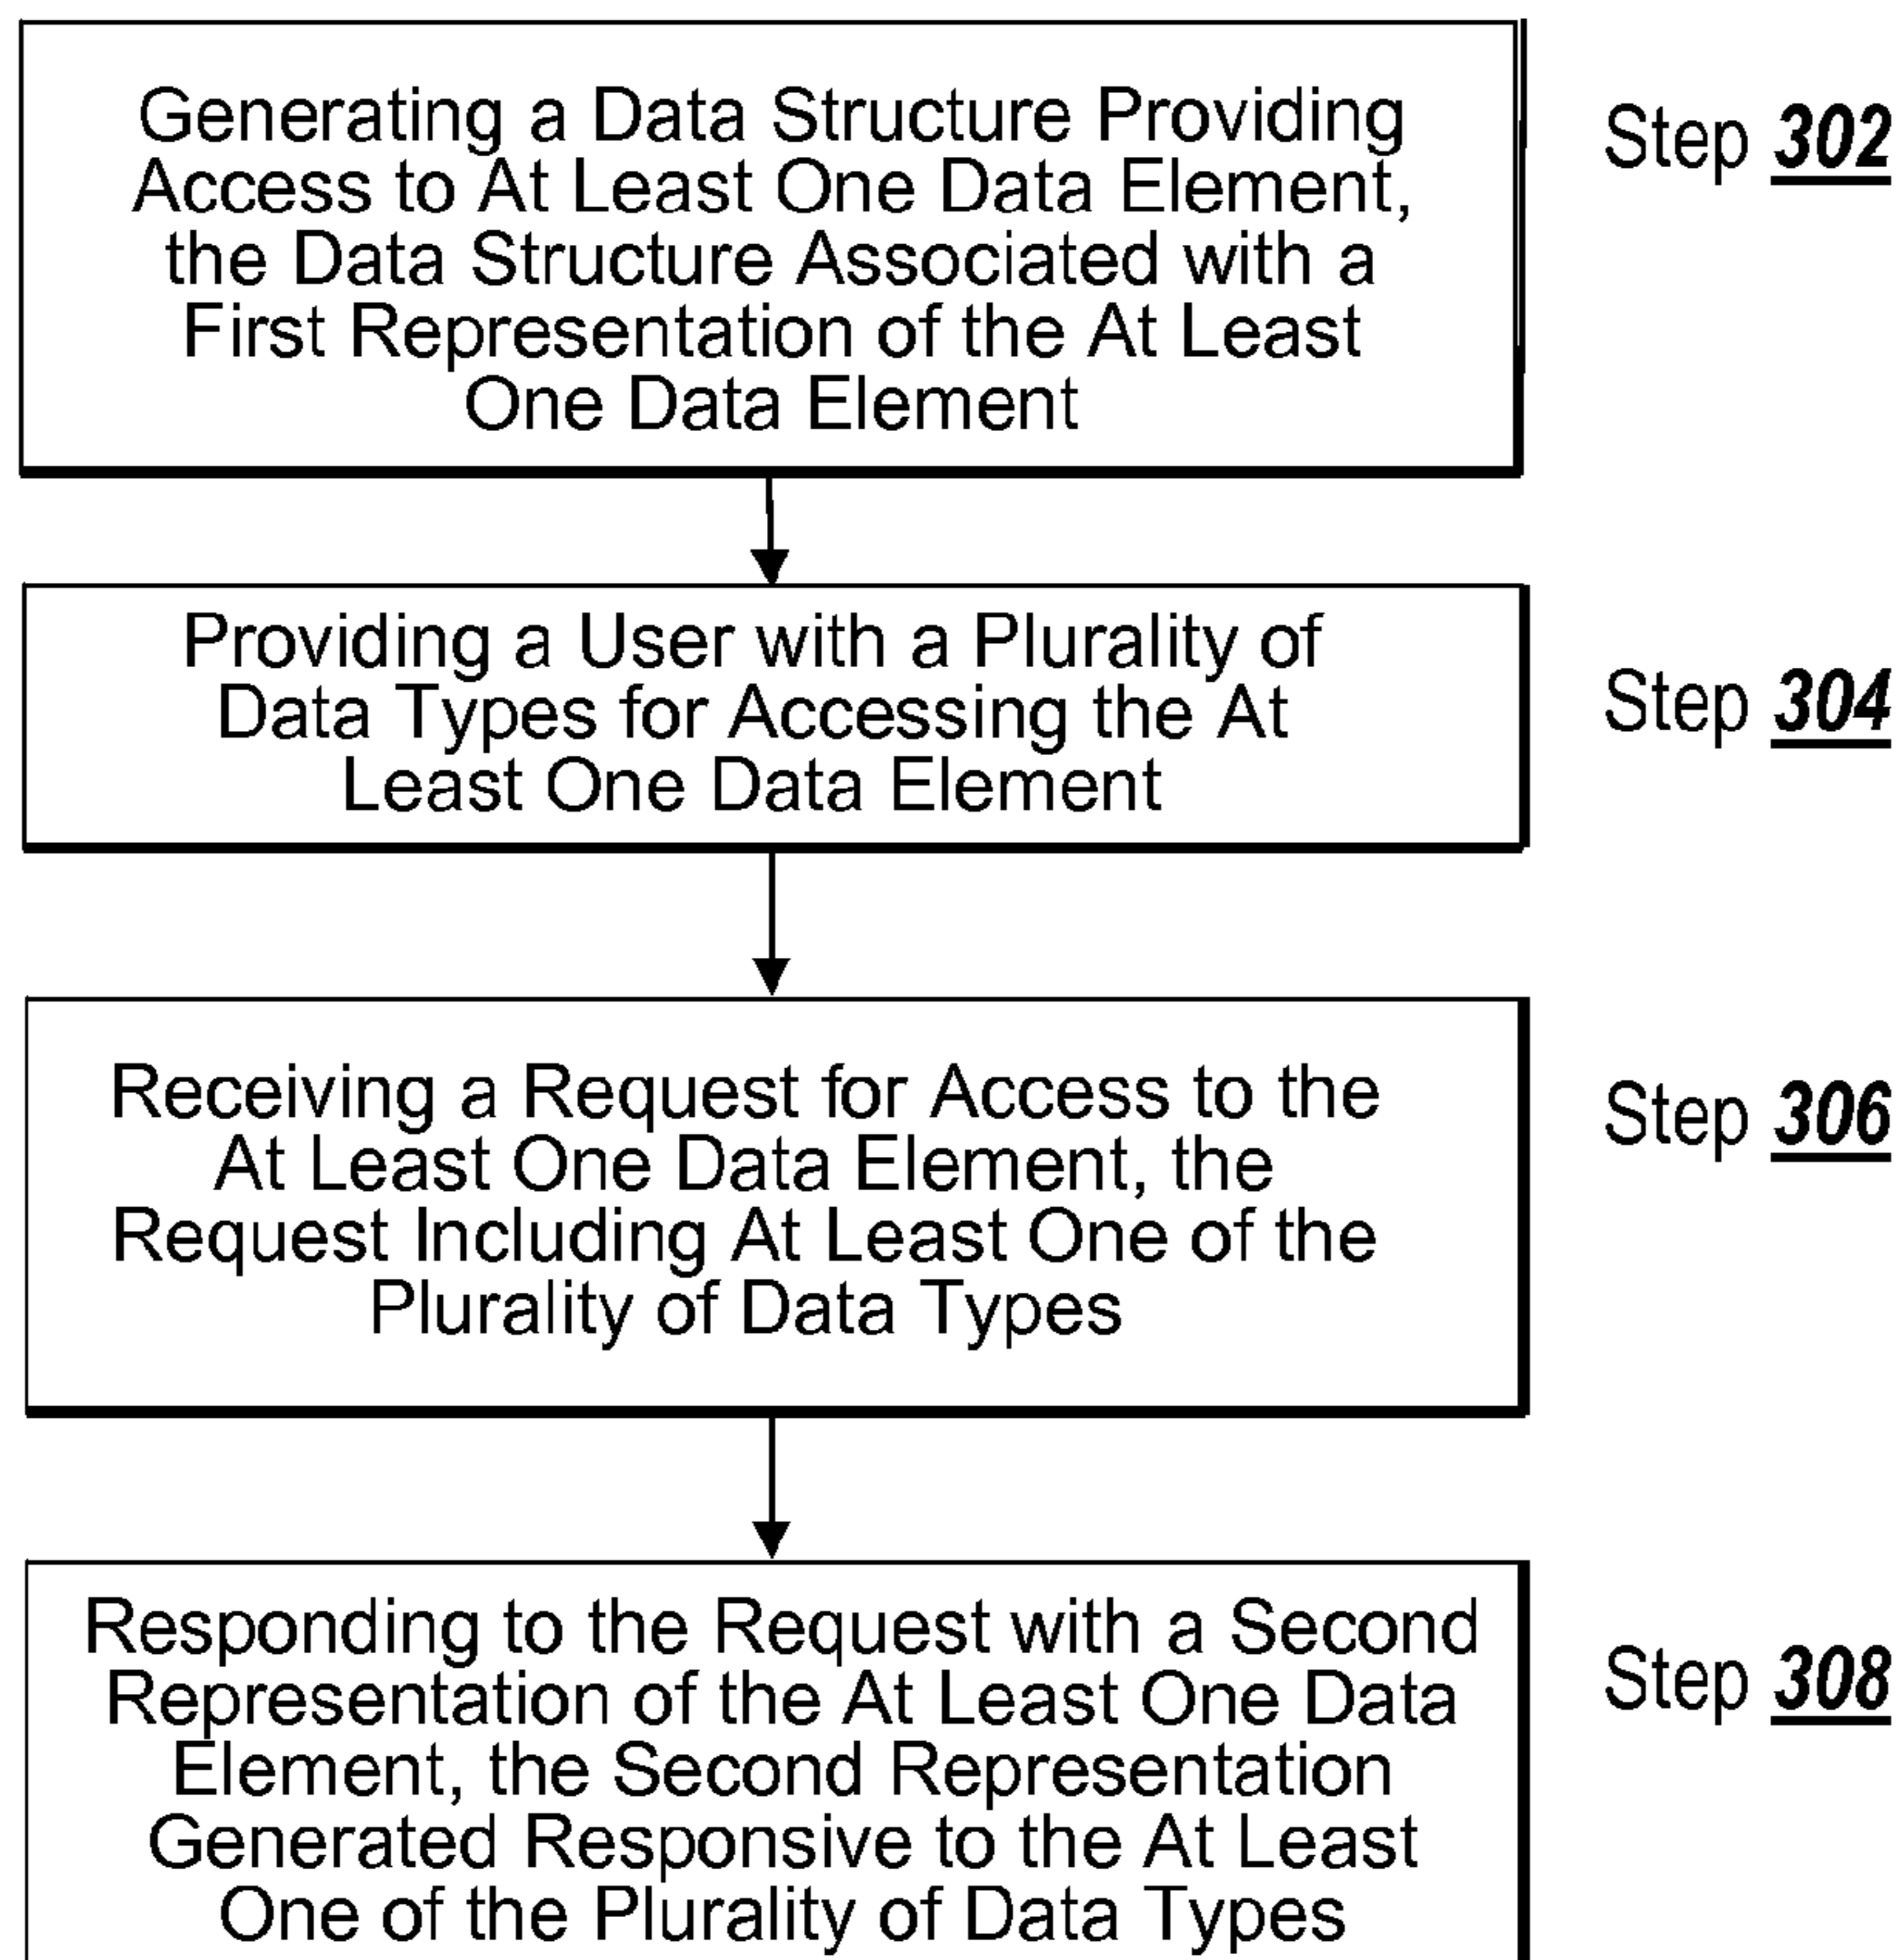 Generating a Data Structure Providing
Access to At Least One Data Element,
the Data Structure Associated with a
First Representation of the At Least
One Data Element
Step 302
Providing a User with a Plurality of
Data Types for Accessing the At
Least One Data Element
Step 304
Receiving a Request for Access to the
At Least One Data Element, the
Request Including At Least One of the
Plurality of Data Types
Step 306
Responding to the Request with a Second
Representation of the At Least One Data
Element, the Second Representation
Generated Responsive to the At Least
One of the Plurality of Data Types
Step 308